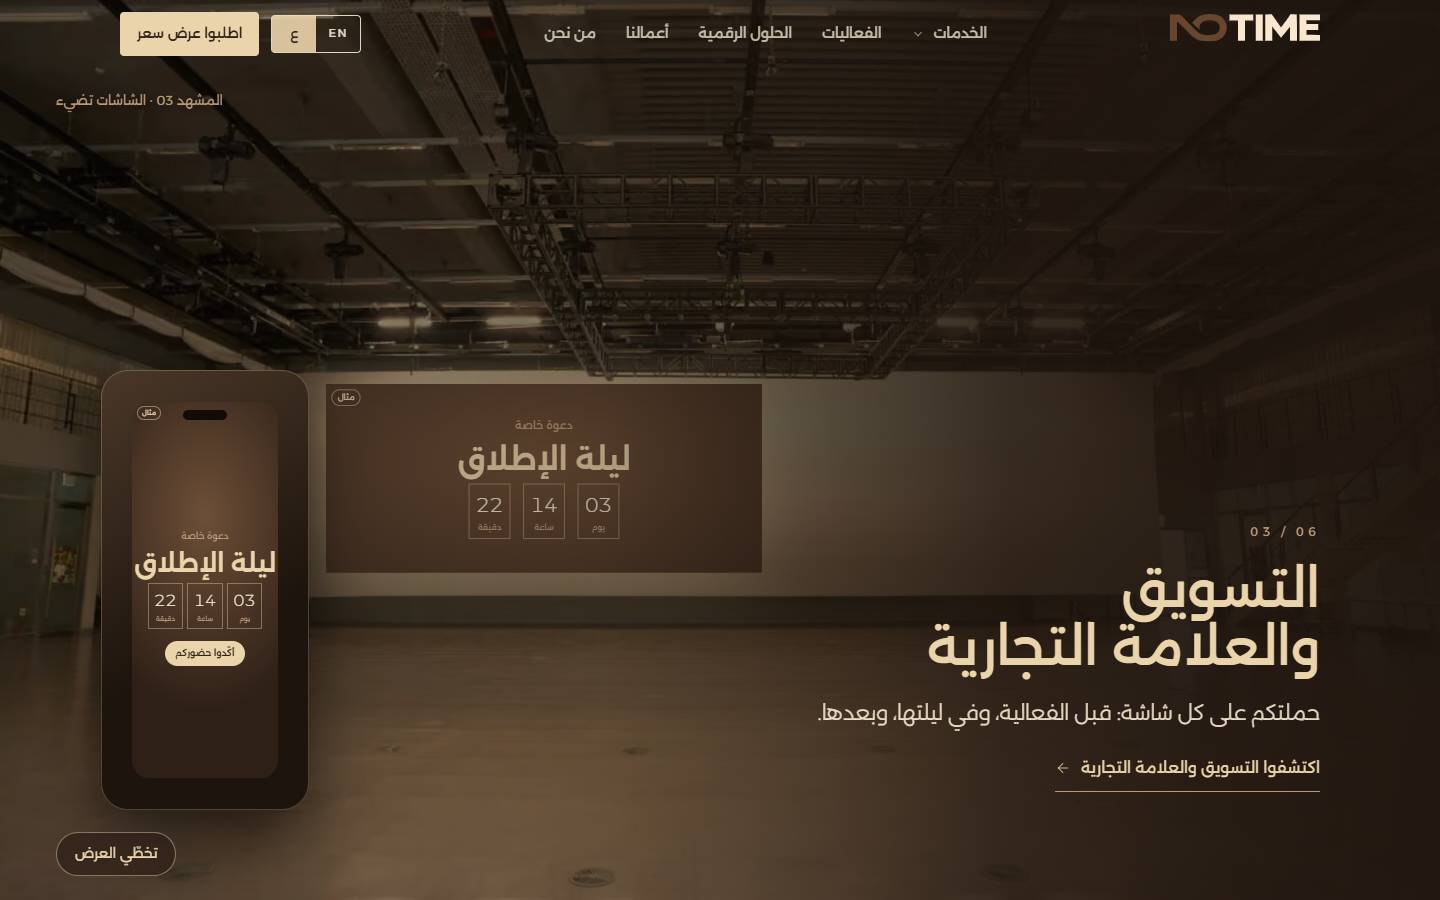 NOTIME
الخدمات
الفعاليات
الحلول الرقمية
أعمالنا
من نحن
EN
ع
اطلبوا عرض سعر
المشهد 03 · الشاشات تضيء
مثال
دعوة خاصة
ليلة الإطلاق
03 14 22
يوم ساعة دقيقة
مثال
دعوة خاصة
ليلة الإطلاق
03 14 22
يوم ساعة دقيقة
أكّدوا حضوركم
03 / 06
التسويق
والعلامة التجارية
حملتكم على كل شاشة: قبل الفعالية، وفي ليلتها، وبعدها.
اكتشفوا التسويق والعلامة التجارية ←
تخطّي العرض